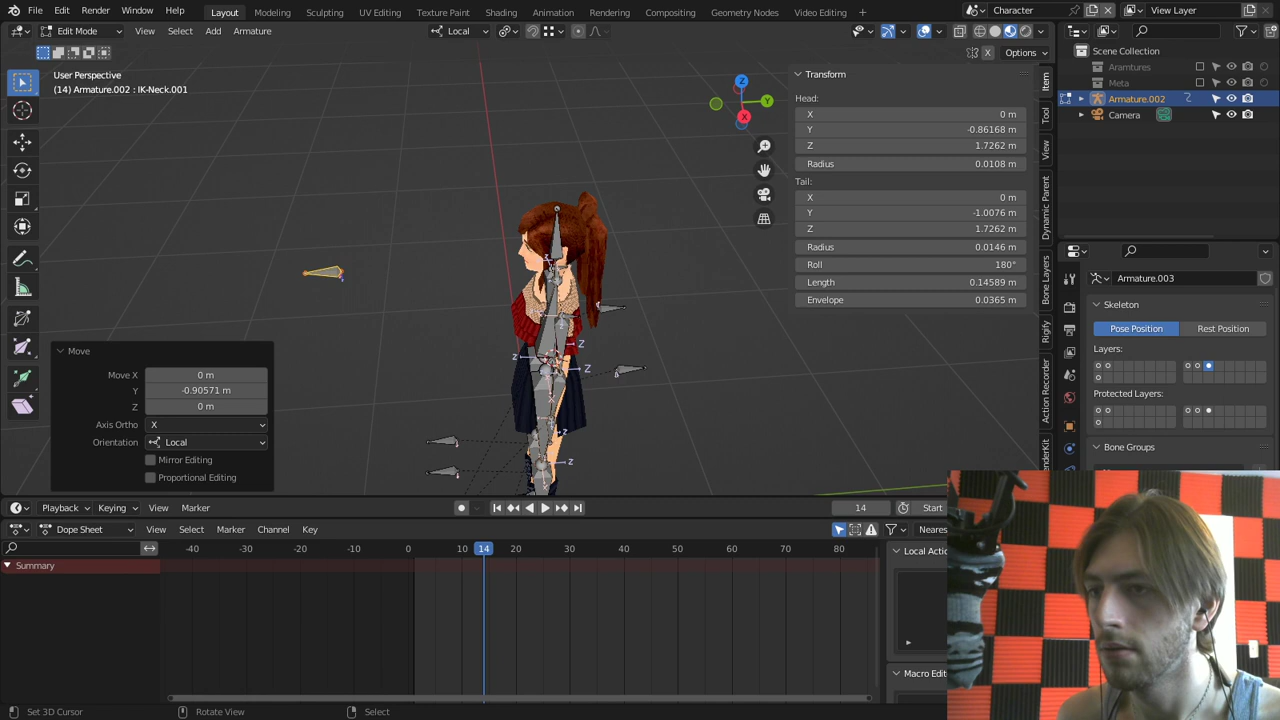 File Edit Render Window Help Layout Modeling Sculpting UV Editing Texture Paint Shading Animation Rendering Compositing Geometry Nodes Video Editing + Character View Layer
Edit Mode View Select Add Armature Local
X Options
User Perspective
(14) Armature.002 : IK-Neck.001
Z
Y
X
Transform
Head:
X 0 m
Y -0.86168 m
Z 1.7262 m
Radius 0.0108 m
Tail:
X 0 m
Y -1.0076 m
Z 1.7262 m
Radius 0.0146 m
Roll 180°
Length 0.14589 m
Envelope 0.0365 m
Item
Tool
View
Dynamic Parent
Bone Layers
Rigify
Action Recorder
Scene Collection
Aramtures
Meta
Armature.002
Camera
Armature.003
Skeleton
Pose Position Rest Position
Layers:
Protected Layers:
Bone Groups
Move
Move X 0 m
Y -0.90571 m
Z 0 m
Axis Ortho X
Orientation Local
Mirror Editing
Proportional Editing
Playback Keying View Marker 14 Start
Dope Sheet View Select Marker Channel Key Nearest
-40 -30 -20 -10 0 10 14 20 30 40 50 60 70 80
Summary
Local Actio
Macro Edit
Set 3D Cursor Rotate View Select